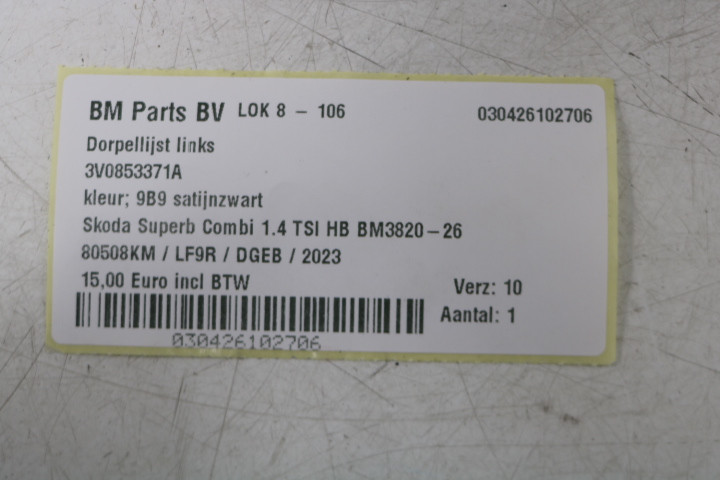 BM Parts BV LOK 8 - 106 030426102706
Dorpellijst links
3V0853371A
kleur; 9B9 satijnzwart
Skoda Superb Combi 1.4 TSI HB BM3820-26
80508KM / LF9R / DGEB / 2023
15,00 Euro incl BTW Verz: 10
Aantal: 1
030426102706